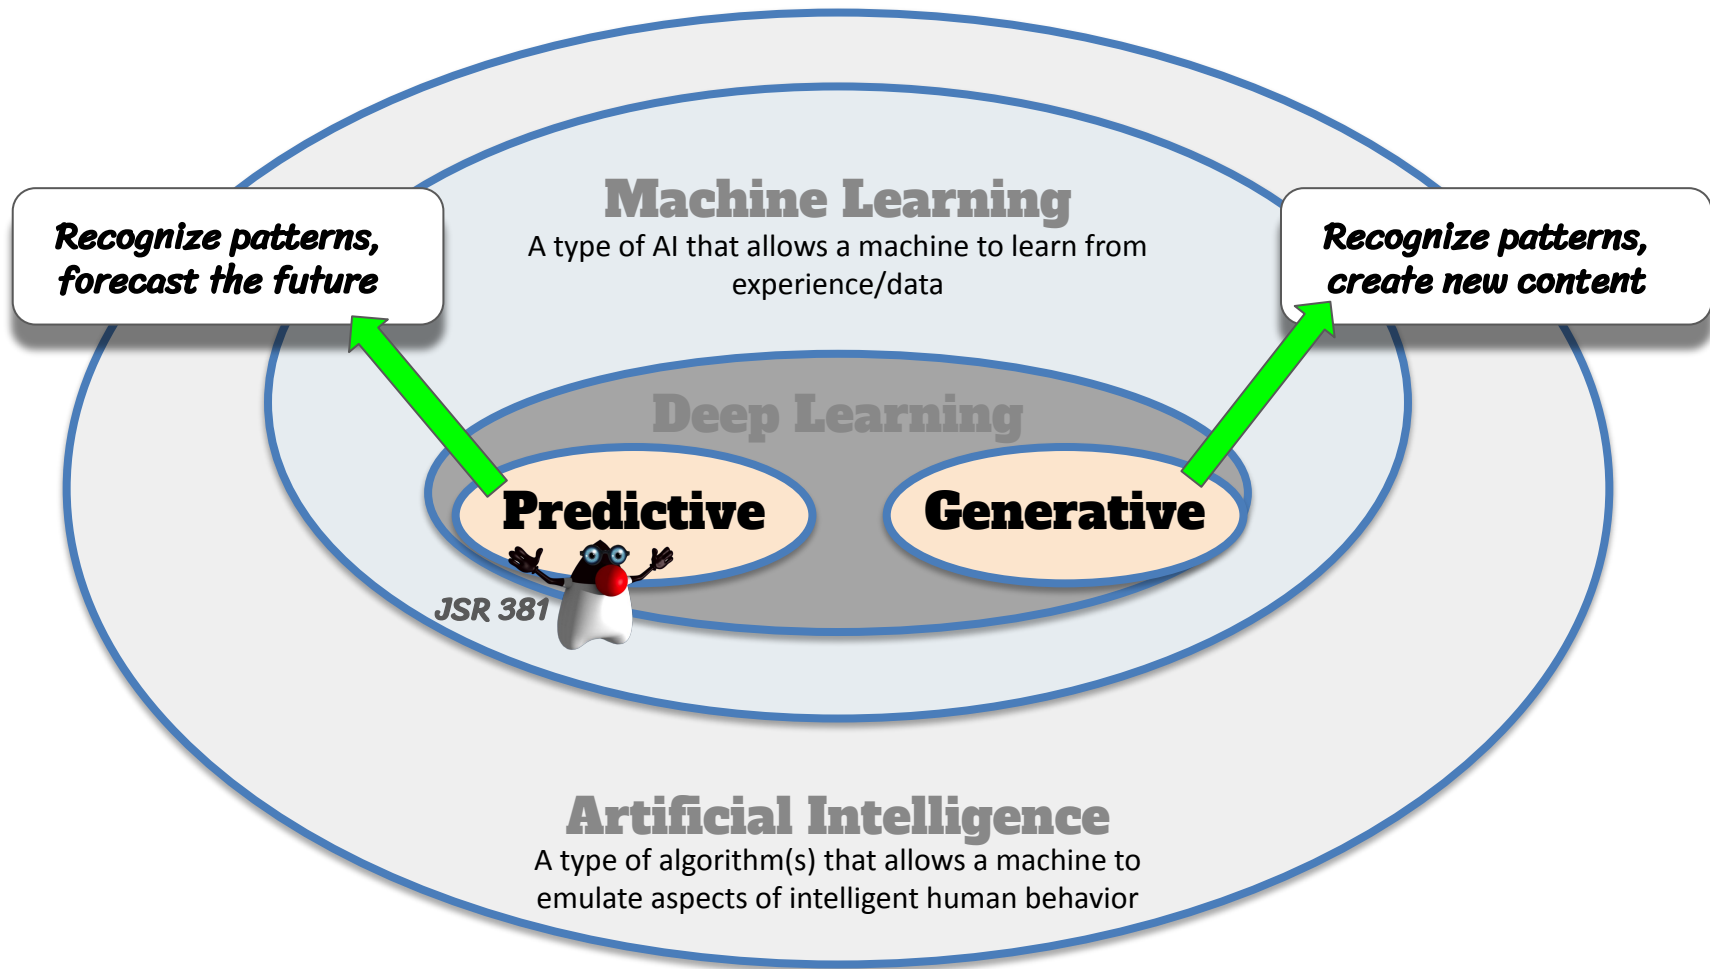 Machine Learning
A type of AI that allows a machine to learn from
experience/data
Recognize patterns,
forecast the future
Recognize patterns,
create new content
Deep Learning
Predictive
Generative
JSR 381
Artificial Intelligence
A type of algorithm(s) that allows a machine to
emulate aspects of intelligent human behavior